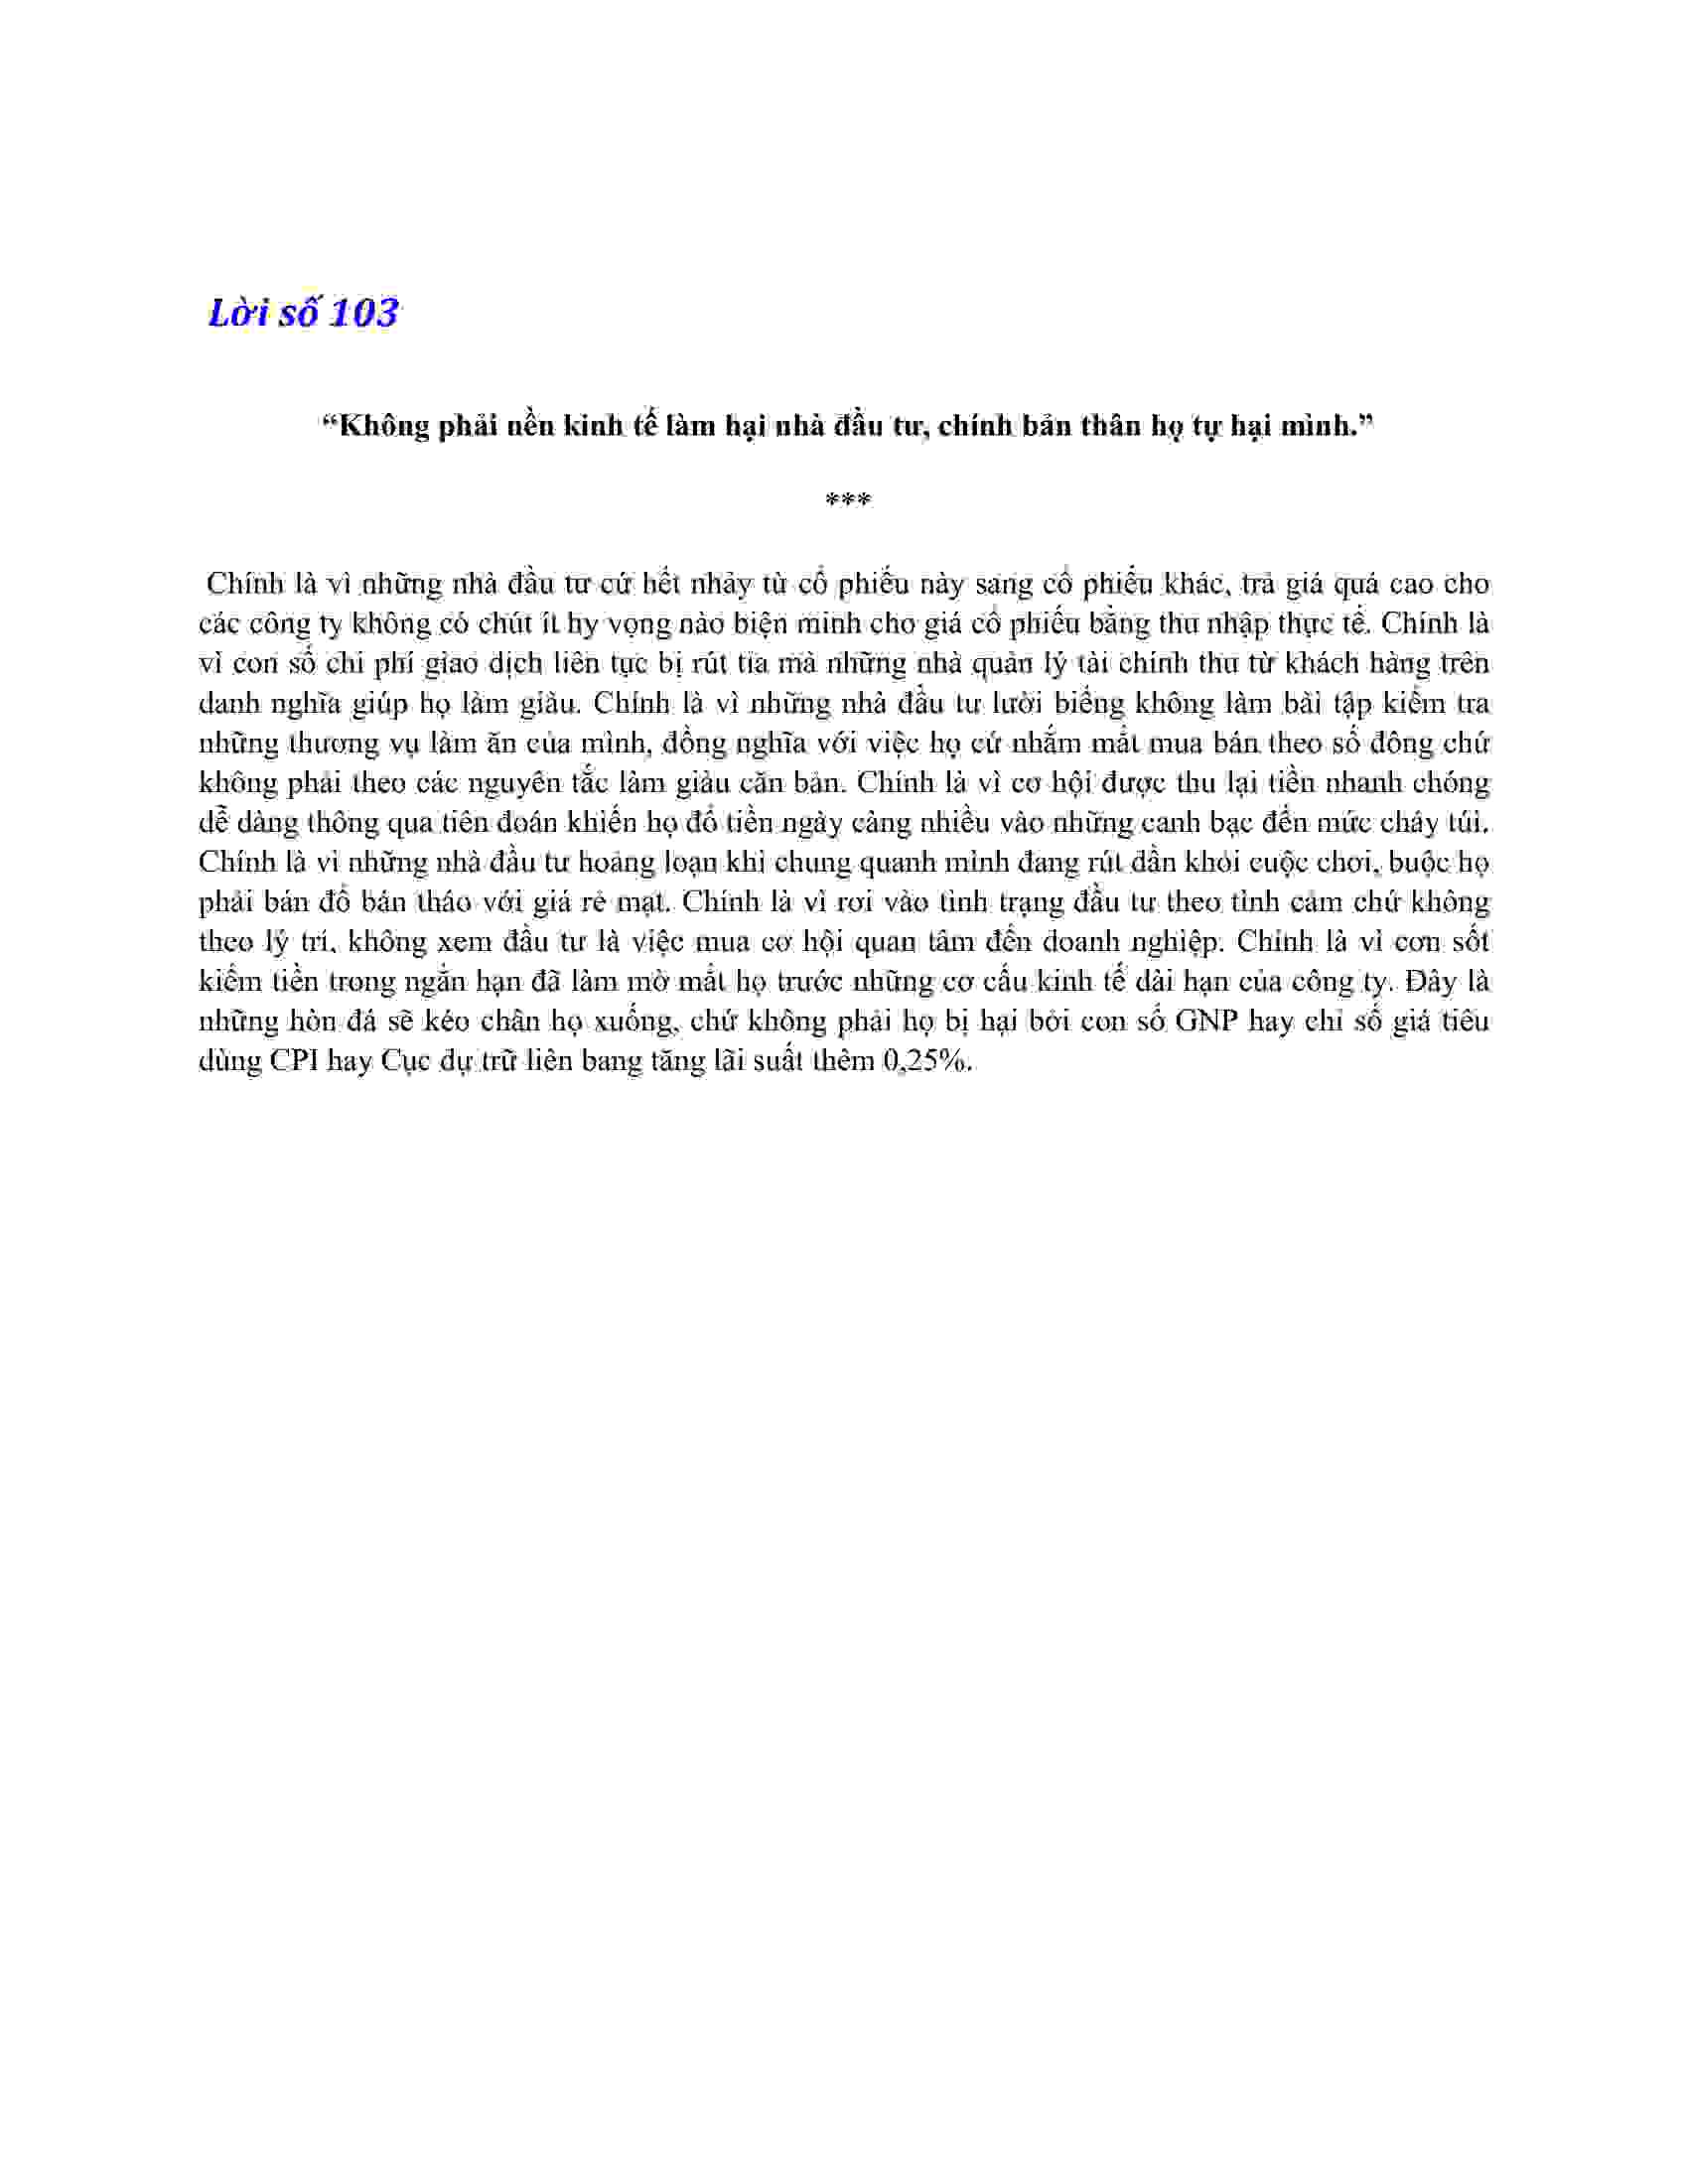 Lời số 103
“Không phải nền kinh tế làm hại nhà đầu tư, chính bản thân họ tự hại mình.”
***
Chính là vì những nhà đầu tư cứ hết nhảy từ cổ phiếu này sang cổ phiếu khác, trả giá quá cao cho
các công ty không có chút ít hy vọng nào biện minh cho giá cổ phiếu bằng thu nhập thực tế. Chính là
vì con số chi phí giao dịch liên tục bị rút tỉa mà những nhà quản lý tài chính thu từ khách hàng trên
danh nghĩa giúp họ làm giàu. Chính là vì những nhà đầu tư lười biếng không làm bài tập kiểm tra
những thương vụ làm ăn của mình, đồng nghĩa với việc họ cứ nhắm mắt mua bán theo số đông chứ
không phải theo các nguyên tắc làm giàu căn bản. Chính là vì cơ hội được thu lại tiền nhanh chóng
dễ dàng thông qua tiên đoán khiến họ đổ tiền ngày càng nhiều vào những canh bạc đến mức cháy túi.
Chính là vì những nhà đầu tư hoảng loạn khi chung quanh mình đang rút dần khỏi cuộc chơi, buộc họ
phải bán đổ bán tháo với giá rẻ mạt. Chính là vì rơi vào tình trạng đầu tư theo tình cảm chứ không
theo lý trí, không xem đầu tư là việc mua cơ hội quan tâm đến doanh nghiệp. Chính là vì cơn sốt
kiếm tiền trong ngắn hạn đã làm mờ mắt họ trước những cơ cấu kinh tế dài hạn của công ty. Đây là
những hòn đá sẽ kéo chân họ xuống, chứ không phải họ bị hại bởi con số GNP hay chỉ số giá tiêu
dùng CPI hay Cục dự trữ liên bang tăng lãi suất thêm 0,25%.